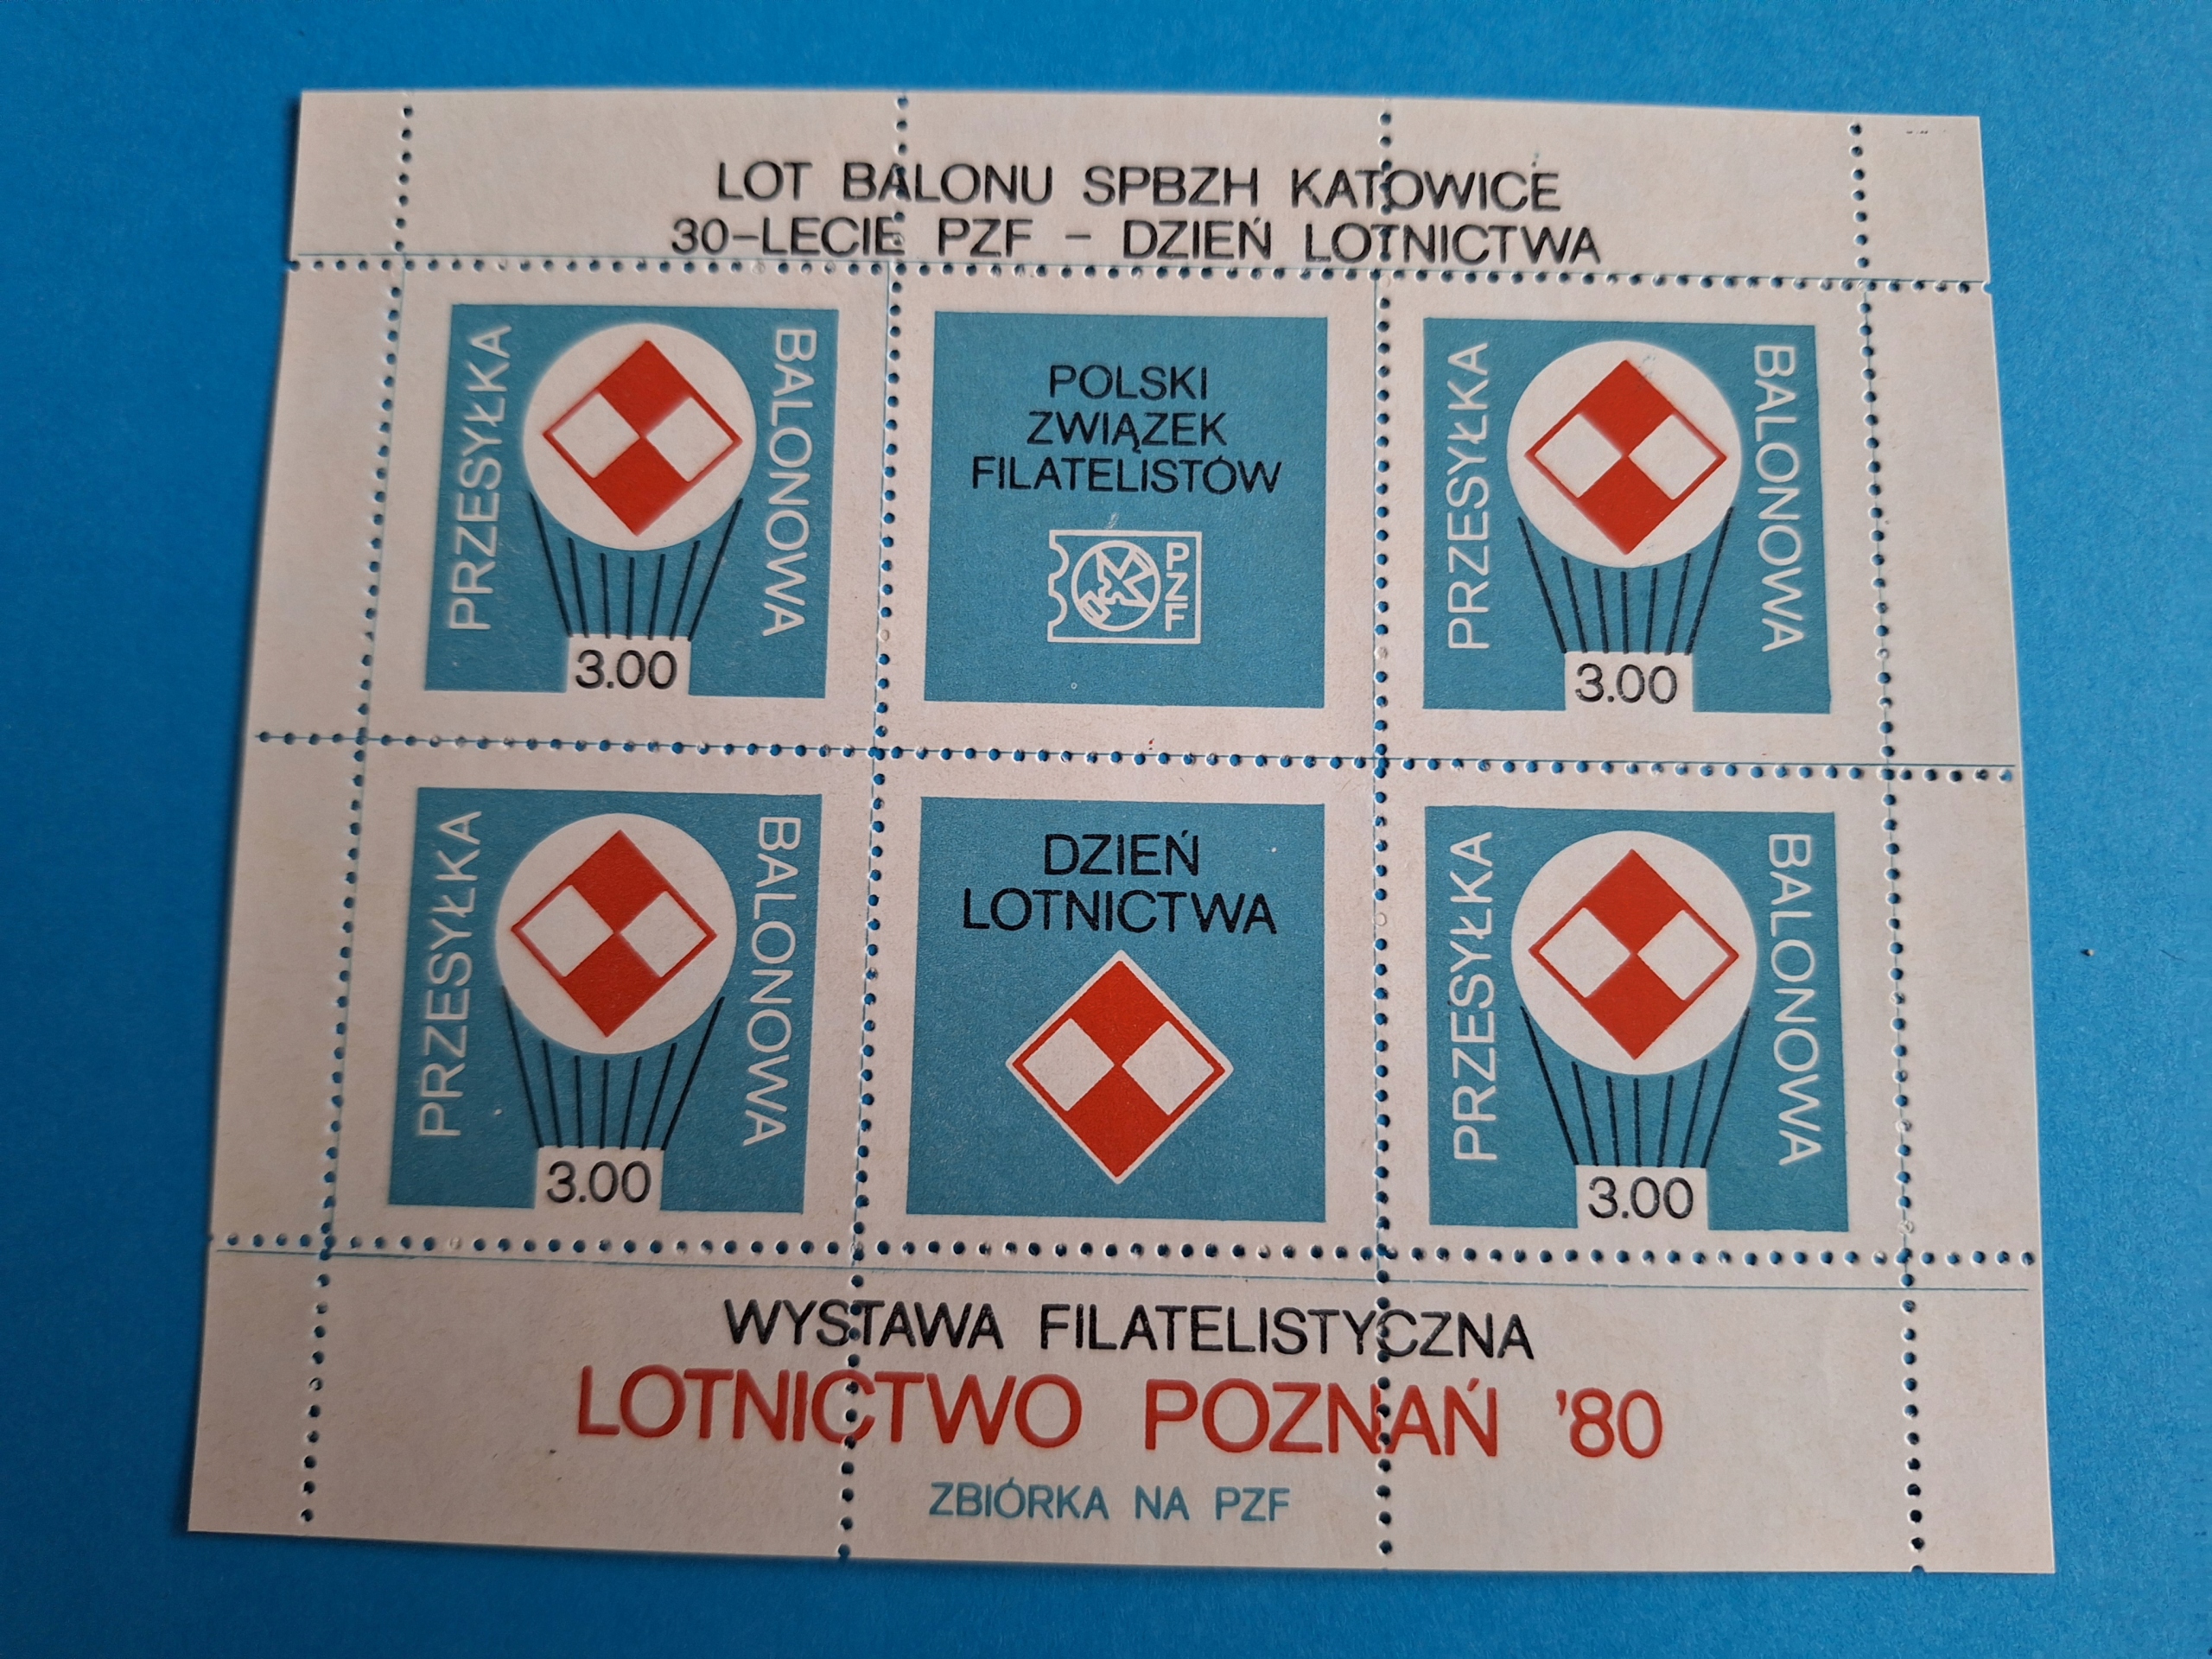 LOT BALONU SPBZH KATOWICE
30-LECIE PZF - DZIEŃ LOTNICTWA
PRZESYŁKA
BALONOWA
3.00
POLSKI
ZWIĄZEK
FILATELISTÓW
PZF
PRZESYŁKA
BALONOWA
3.00
PRZESYŁKA
BALONOWA
3.00
DZIEŃ
LOTNICTWA
PRZESYŁKA
BALONOWA
3.00
WYSTAWA FILATELISTYCZNA
LOTNICTWO POZNAŃ '80
ZBIÓRKA NA PZF